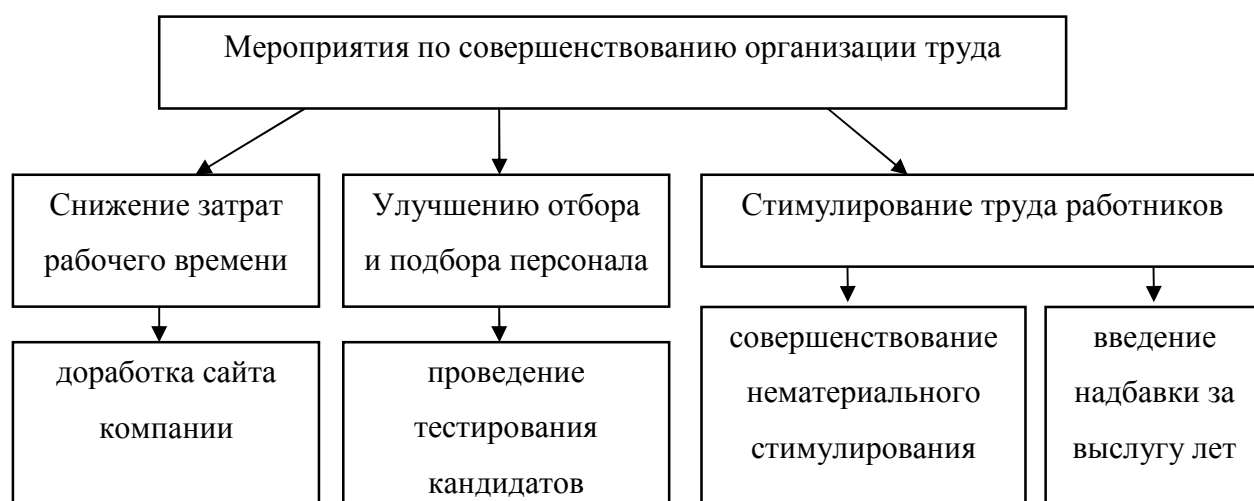 Мероприятия по совершенствованию организации труда
Снижение затрат
рабочего времени
Улучшению отбора
и подбора персонала
Стимулирование труда работников
доработка сайта
компании
проведение
тестирования
кандидатов
совершенствование
нематериального
стимулирования
введение
надбавки за
выслугу лет